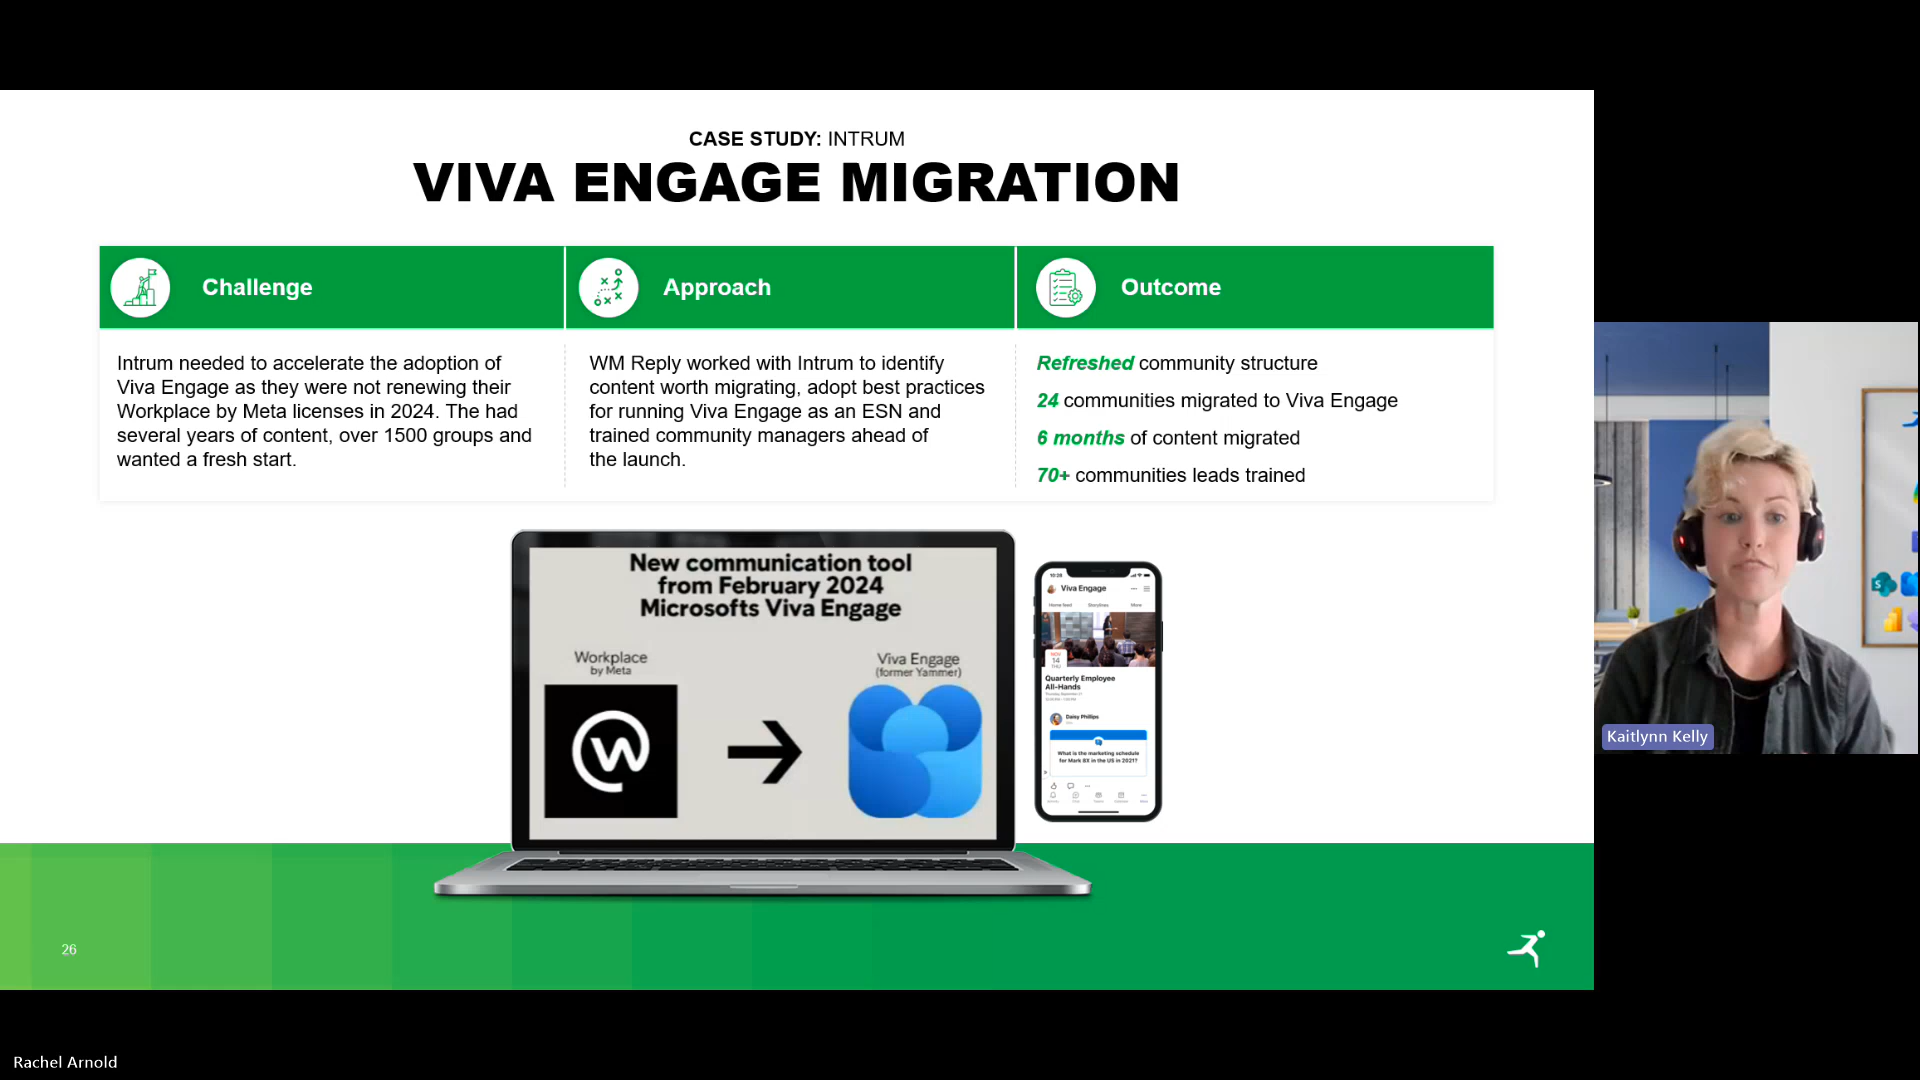 CASE STUDY: INTRUM
VIVA ENGAGE MIGRATION
Challenge
Intrum needed to accelerate the adoption of
Viva Engage as they were not renewing their
Workplace by Meta licenses in 2024. The had
several years of content, over 1500 groups and
wanted a fresh start.
Approach
WM Reply worked with Intrum to identify
content worth migrating, adopt best practices
for running Viva Engage as an ESN and
trained community managers ahead of
the launch.
Outcome
Refreshed community structure
24 communities migrated to Viva Engage
6 months of content migrated
70+ communities leads trained
New communication tool
from February 2024
Microsofts Viva Engage
Workplace
by Meta
Viva Engage
(former Yammer)
10:28
Viva Engage
Home feed Storylines More
NOV
14
THU
Quarterly Employee
All-Hands
Daisy Phillips
What is the marketing schedule
for Mark 8X in the US in 2021?
Kaitlynn Kelly
26
Rachel Arnold